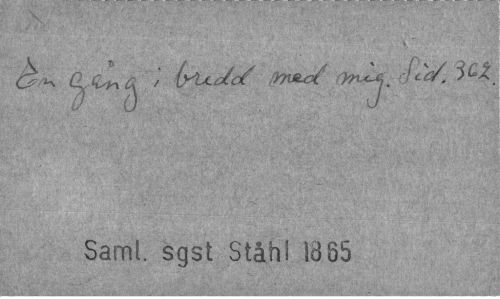 En gång i bredd med mig. Sid. 362.
Saml. sgst Ståhl 1865